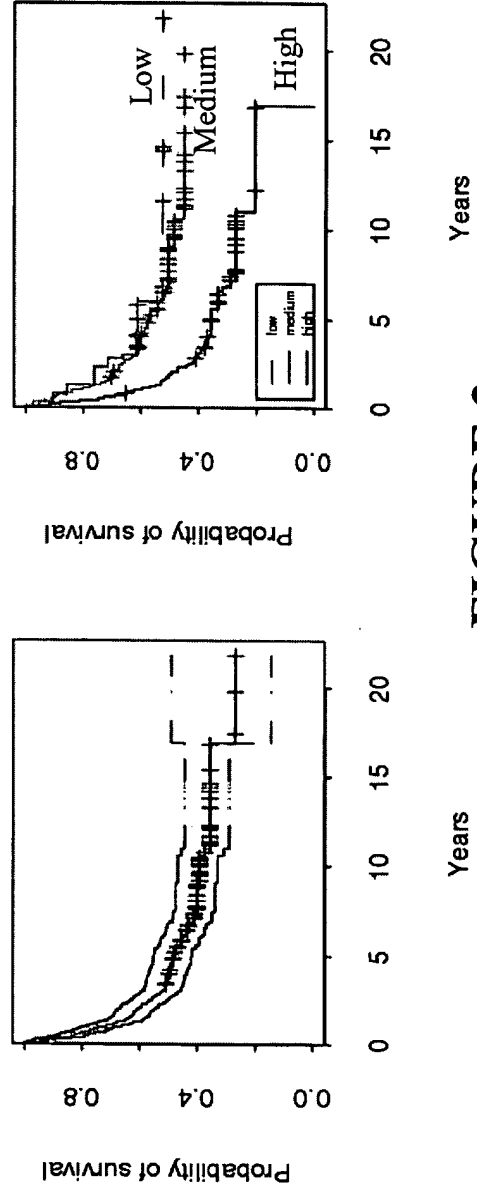 Probability of survival
0.8
0.4
0.0
Low
Medium
High
low
medium
high
0 5 10 15 20
Years
Probability of survival
0.8
0.4
0.0
0 5 10 15 20
Years
FIGURE